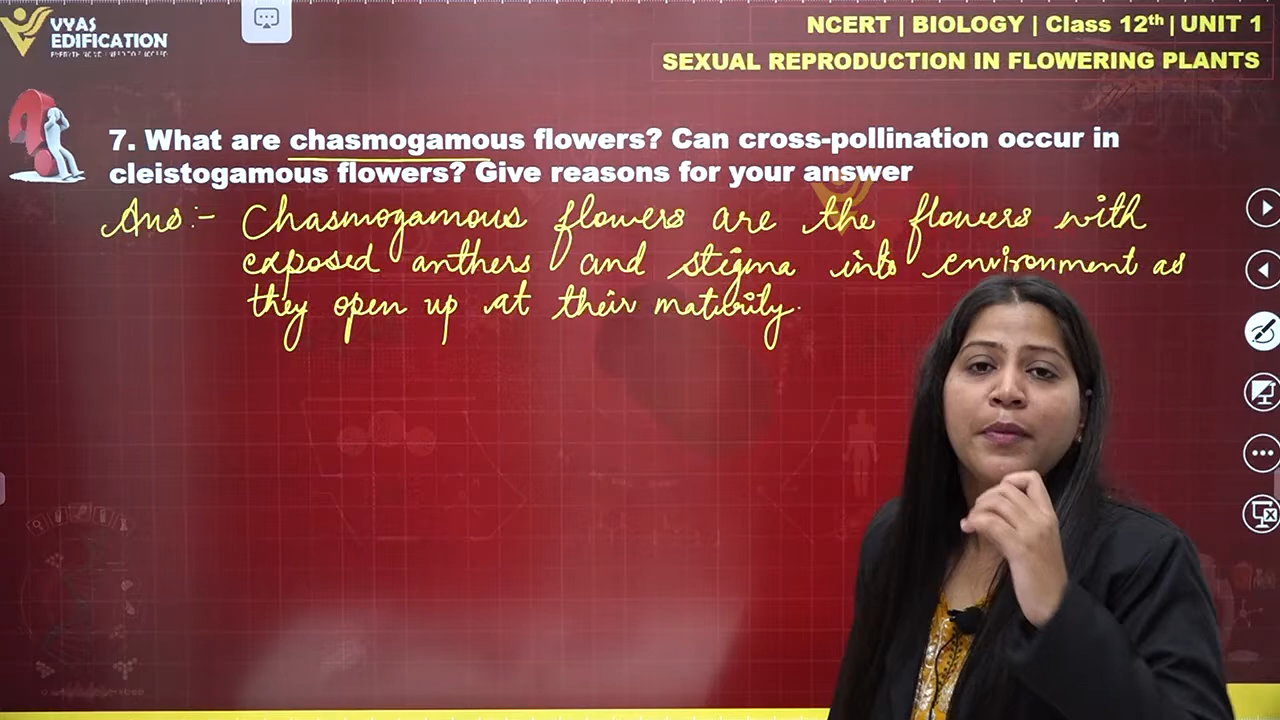 VYAS
EDIFICATION
NCERT | BIOLOGY | Class 12th | UNIT 1
SEXUAL REPRODUCTION IN FLOWERING PLANTS
7. What are chasmogamous flowers? Can cross-pollination occur in
cleistogamous flowers? Give reasons for your answer
Ans:- Chasmogamous flowers are the flowers with
exposed anthers and stigma into environment as
they open up at their maturity.